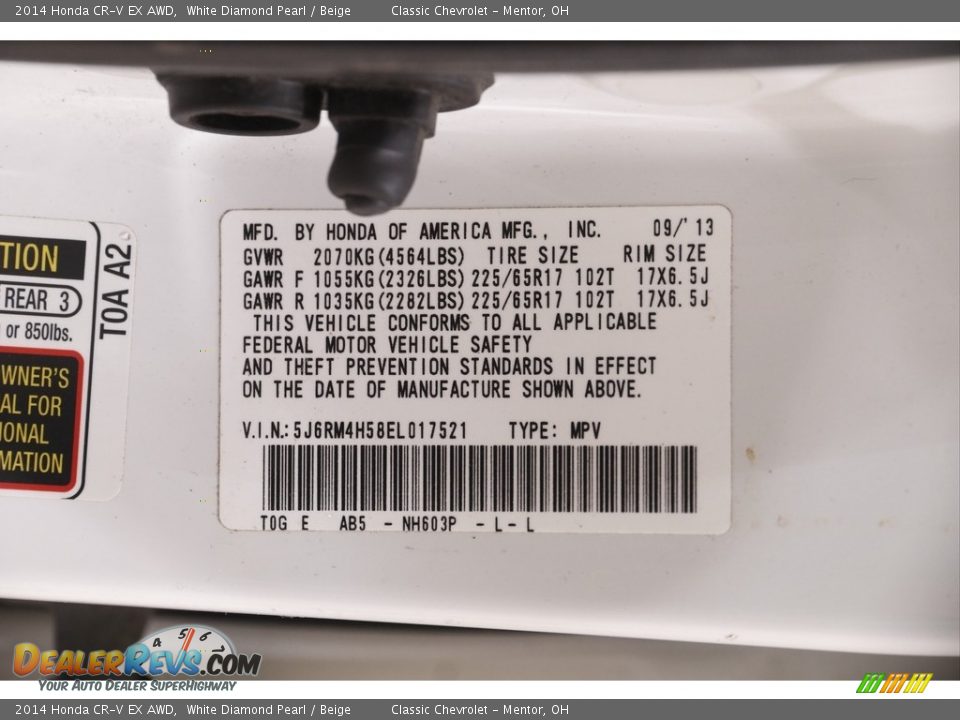 2014 Honda CR-V EX AWD,  White Diamond Pearl / Beige    Classic Chevrolet - Mentor, OH
MFD. BY HONDA OF AMERICA MFG., INC.    09/'13
GVWR  2070KG(4564LBS)  TIRE SIZE    RIM SIZE
GAWR F 1055KG(2326LBS) 225/65R17 102T  17X6.5J
GAWR R 1035KG(2282LBS) 225/65R17 102T  17X6.5J
THIS VEHICLE CONFORMS TO ALL APPLICABLE
FEDERAL MOTOR VEHICLE SAFETY
AND THEFT PREVENTION STANDARDS IN EFFECT
ON THE DATE OF MANUFACTURE SHOWN ABOVE.
V.I.N.: 5J6RM4H58EL017521    TYPE: MPV
T0G E   AB5  - NH603P  - L- L
TION
REAR 3
or 850lbs.
WNER'S
AL FOR
IONAL
MATION
T0A A2
4 5 6
DEALERREVS.COM
YOUR AUTO DEALER SUPERHIGHWAY
2014 Honda CR-V EX AWD,  White Diamond Pearl / Beige    Classic Chevrolet - Mentor, OH